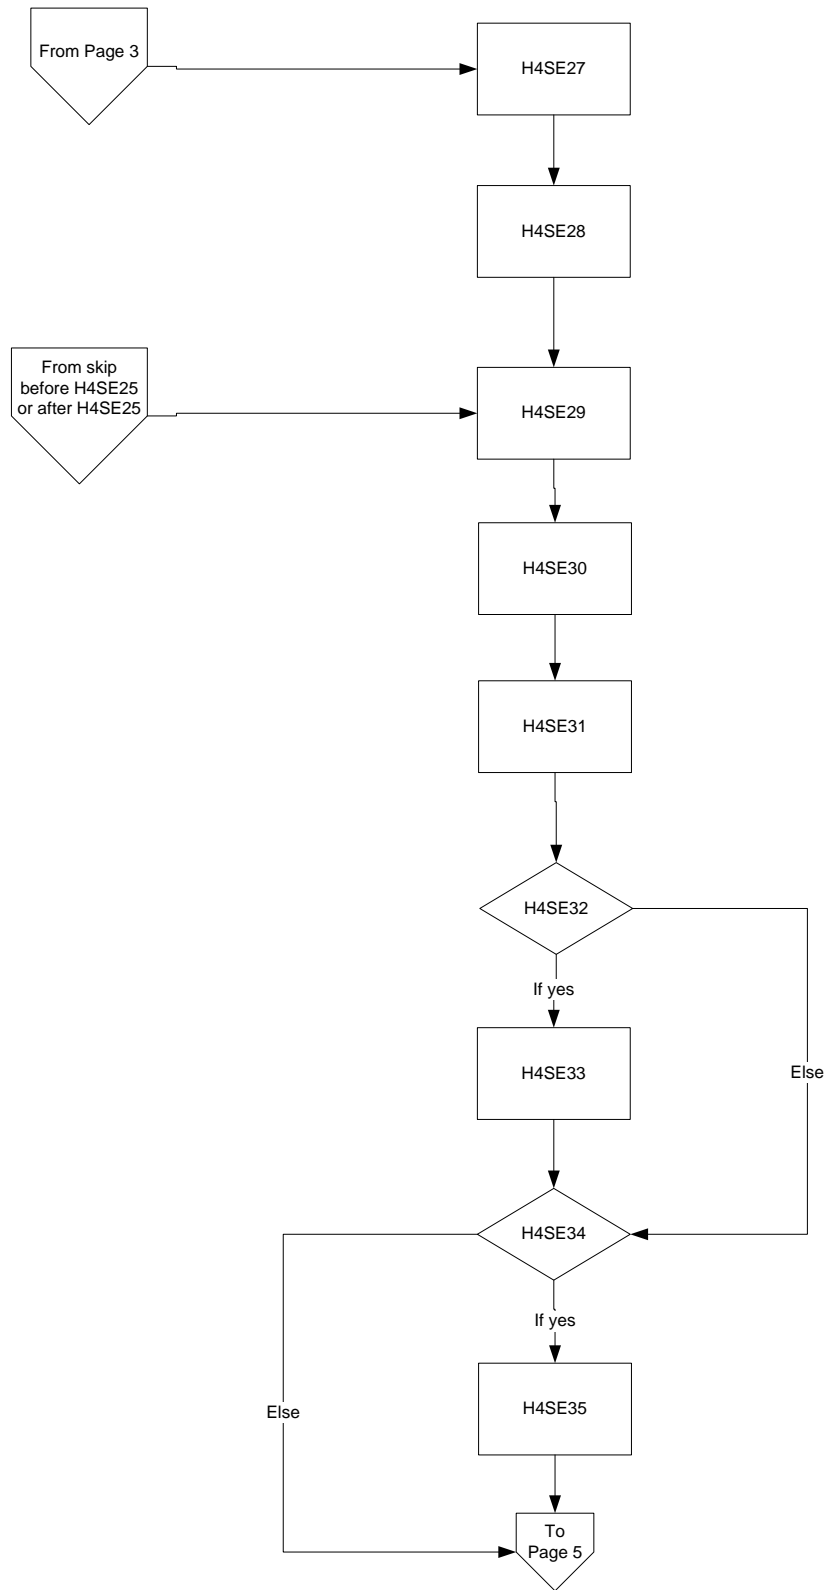 From Page 3
H4SE27
H4SE28
From skip
before H4SE25
or after H4SE25
H4SE29
H4SE30
H4SE31
H4SE32
If yes
H4SE33
Else
H4SE34
If yes
H4SE35
Else
To
Page 5